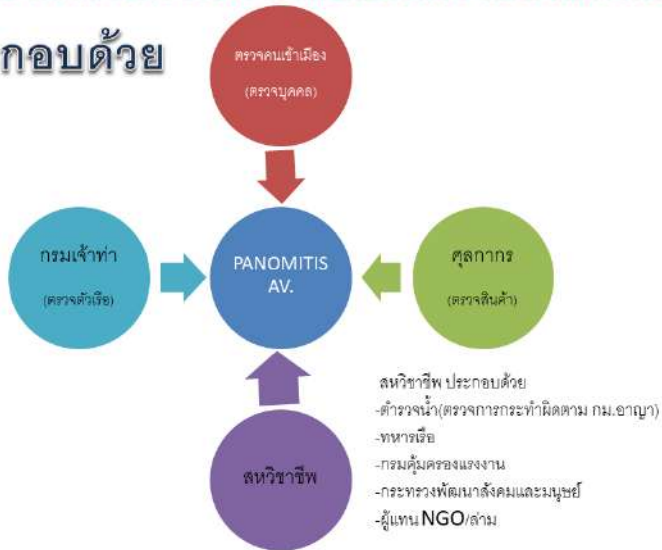 กอบด้วย
ตรวจคนเข้าเมือง
(ตรวจบุคคล)
กรมเจ้าท่า
(ตรวจตัวเรือ)
PANOMITIS
AV.
ศุลกากร
(ตรวจสินค้า)
สหวิชาชีพ
สหวิชาชีพ ประกอบด้วย
-ตำรวจน้ำ(ตรวจการกระทำผิดตาม กม.อาญา)
-ทหารเรือ
-กรมคุ้มครองแรงงาน
-กระทรวงพัฒนาสังคมและมนุษย์
-ผู้แทน NGO/ล่าม